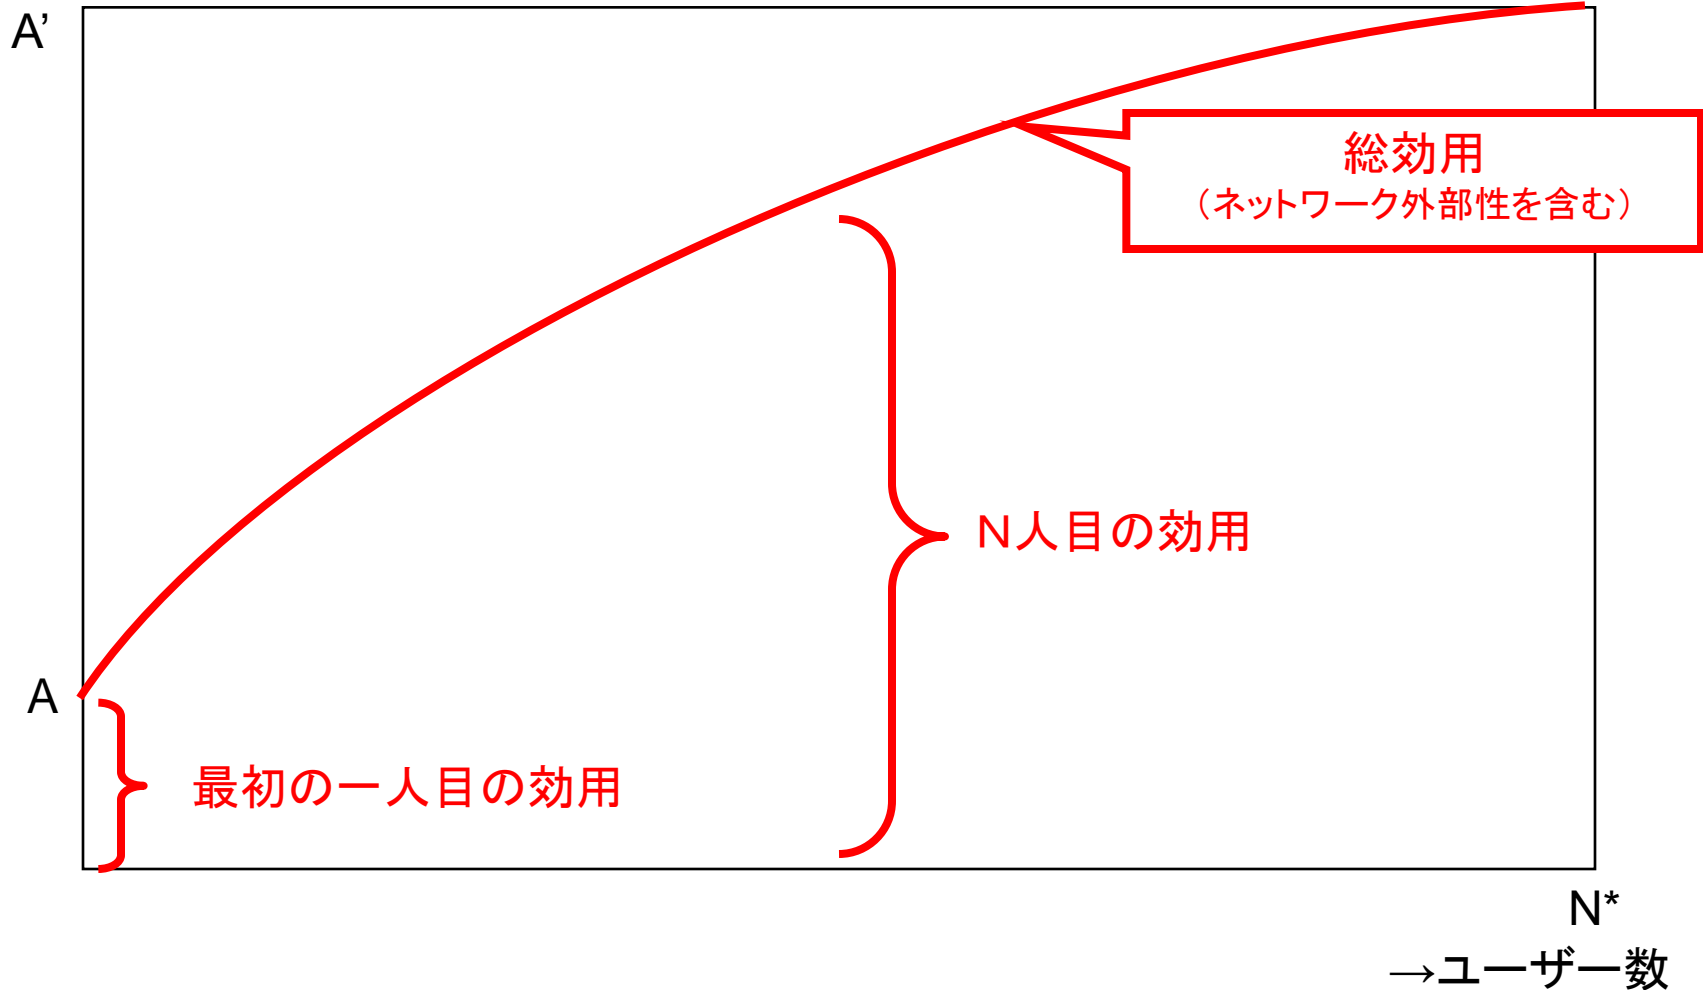 A’
総効用
（ネットワーク外部性を含む）
Ｎ人目の効用
A
最初の一人目の効用
N*
→ユーザー数